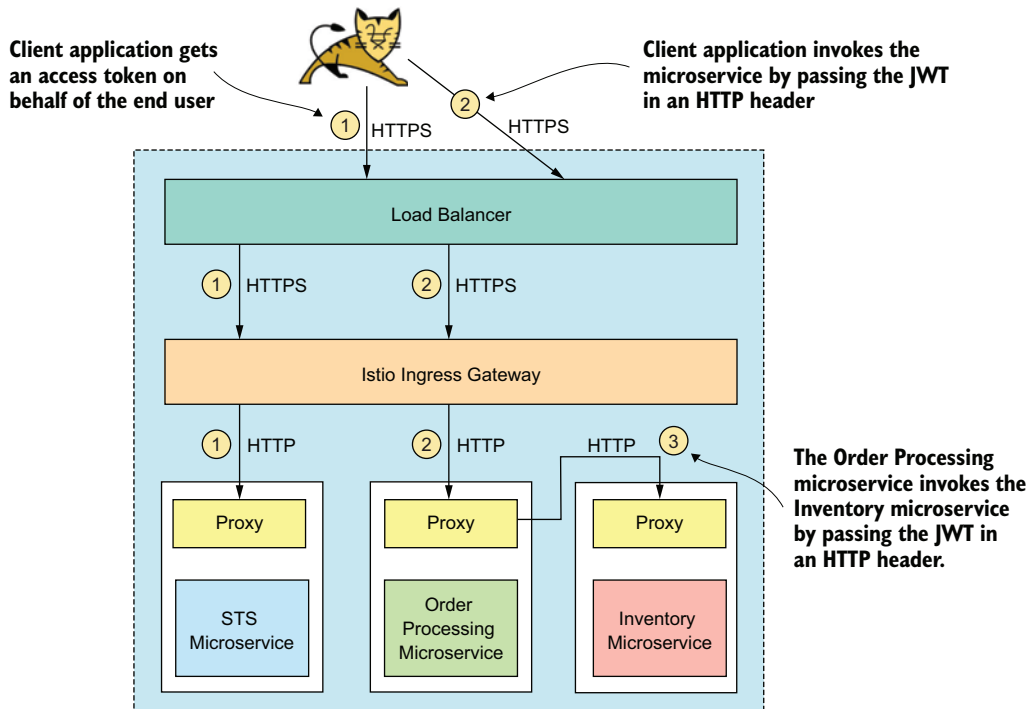 Client application gets
an access token on
behalf of the end user
Client application invokes the
microservice by passing the JWT
in an HTTP header
1
HTTPS
2
HTTPS
Load Balancer
1
HTTPS
2
HTTPS
Istio Ingress Gateway
1
HTTP
2
HTTP
HTTP
3
The Order Processing
microservice invokes the
Inventory microservice
by passing the JWT in
an HTTP header.
Proxy
Proxy
Proxy
STS
Microservice
Order
Processing
Microservice
Inventory
Microservice